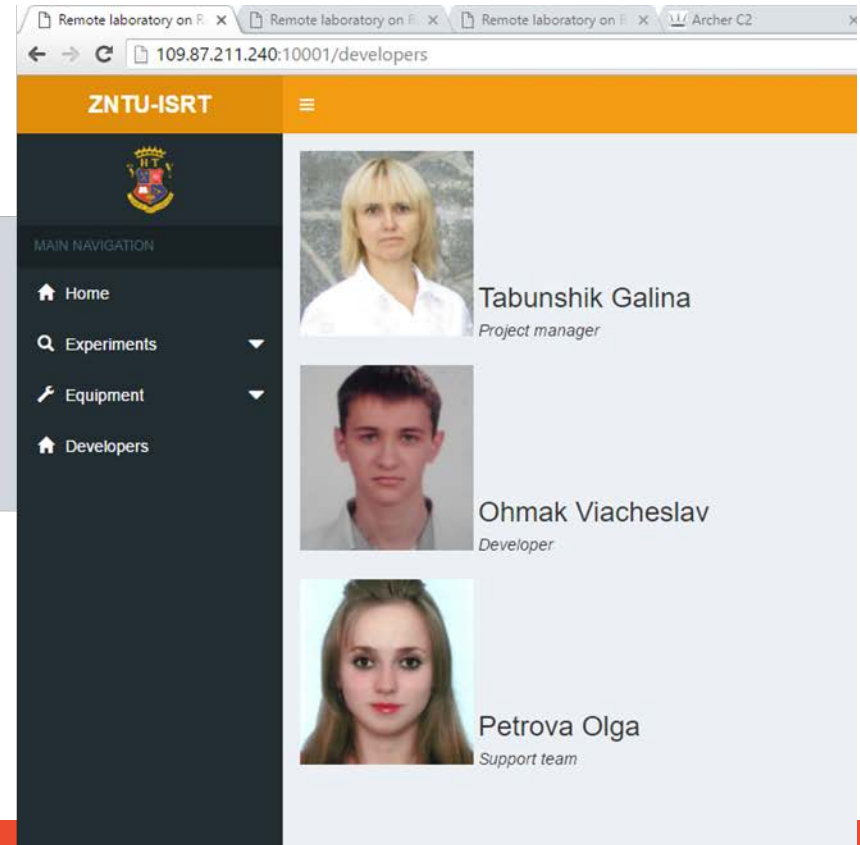 Remote laboratory on R
Remote laboratory on
Remote laboratory on
Archer C2
109.87.211.240:10001/developers
ZNTU-ISRT
НТ
MAIN NAVIGATION
Home
Experiments
Equipment
Developers
Tabunshik Galina
Project manager
Ohmak Viacheslav
Developer
Petrova Olga
Support team